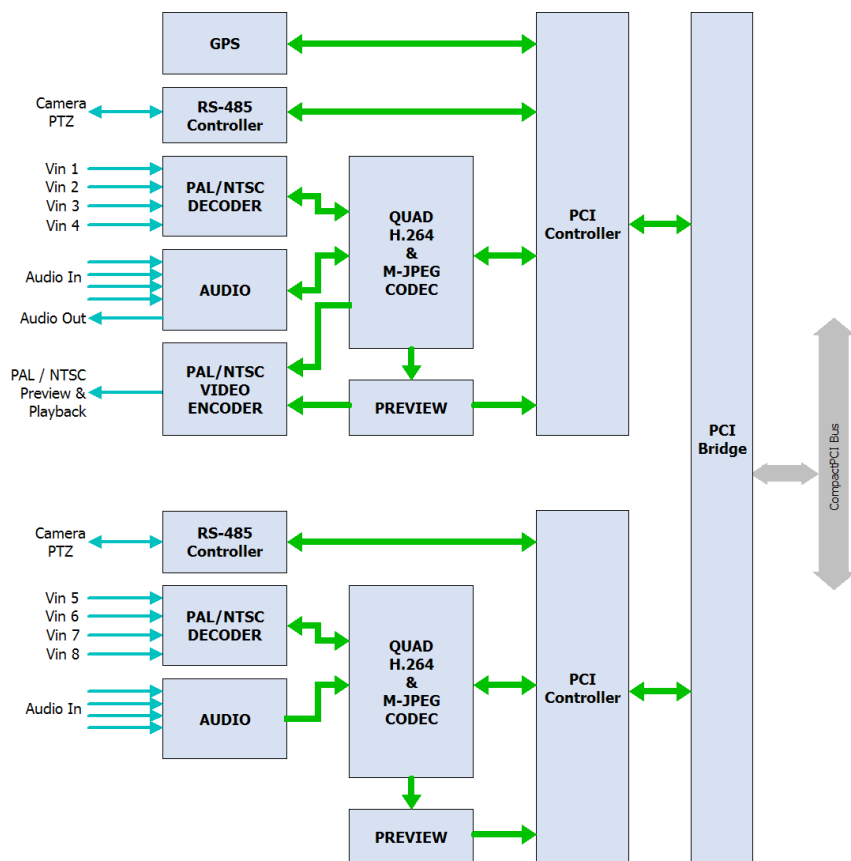 GPS
Camera
PTZ
RS-485
Controller
Vin 1
Vin 2
Vin 3
Vin 4
PAL/NTSC
DECODER
QUAD
H.264
&
M-JPEG
CODEC
PCI
Controller
Audio In
AUDIO
Audio Out
PAL / NTSC
Preview &
Playback
PAL/NTSC
VIDEO
ENCODER
PREVIEW
PCI
Bridge
CompactPCI Bus
Camera
PTZ
RS-485
Controller
Vin 5
Vin 6
Vin 7
Vin 8
PAL/NTSC
DECODER
QUAD
H.264
&
M-JPEG
CODEC
PCI
Controller
Audio In
AUDIO
PREVIEW